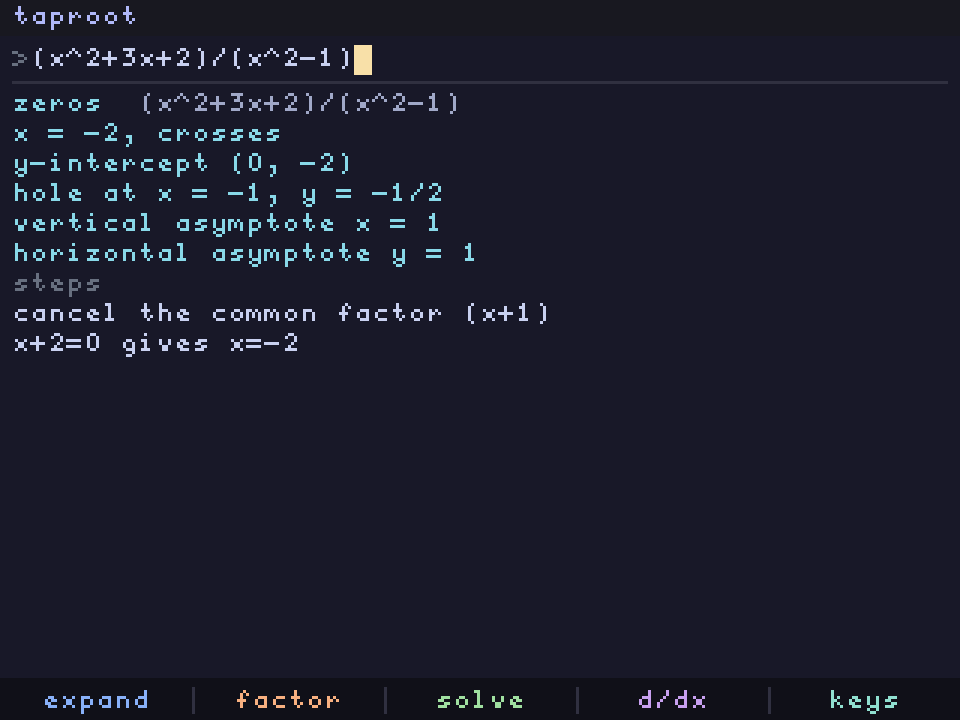 taproot
>(x^2+3x+2)/(x^2-1)
zeros  (x^2+3x+2)/(x^2-1)
x = -2, crosses
y-intercept (0, -2)
hole at x = -1, y = -1/2
vertical asymptote x = 1
horizontal asymptote y = 1
steps
cancel the common factor (x+1)
x+2=0 gives x=-2
expand | factor | solve | d/dx | keys